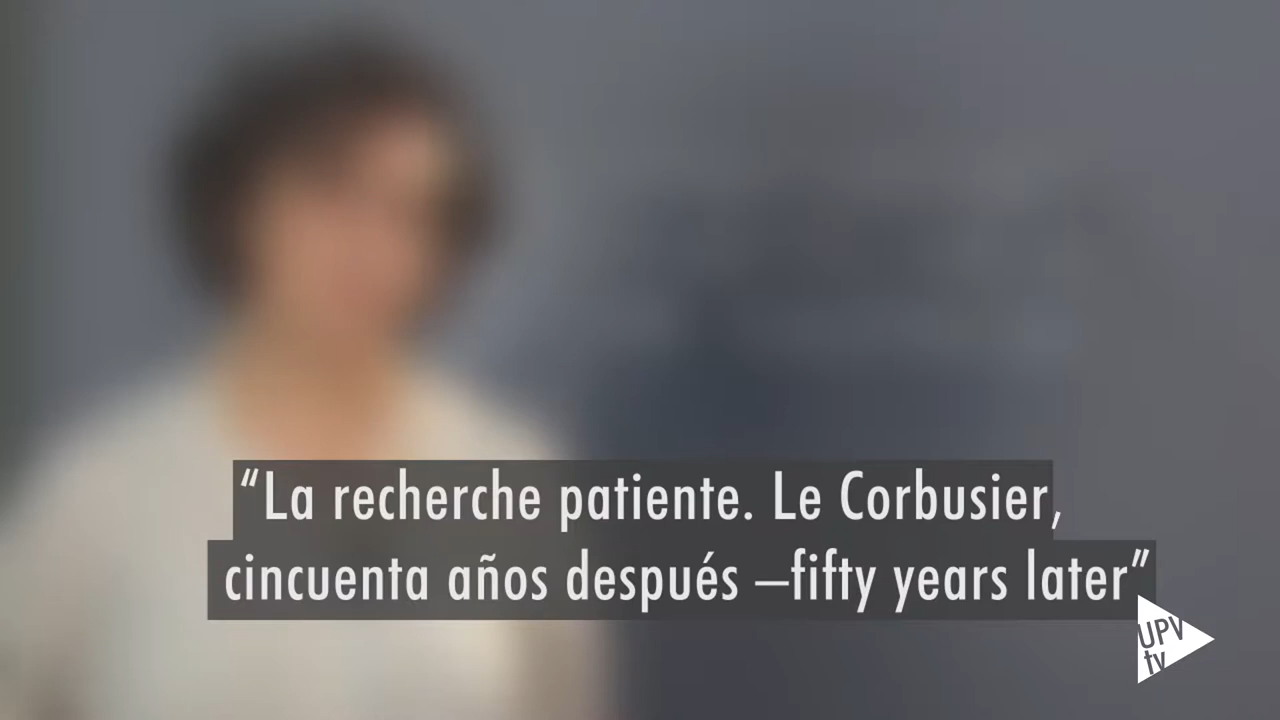 “La recherche patiente. Le Corbusier,
cincuenta años después –fifty years later”
UPV
tv